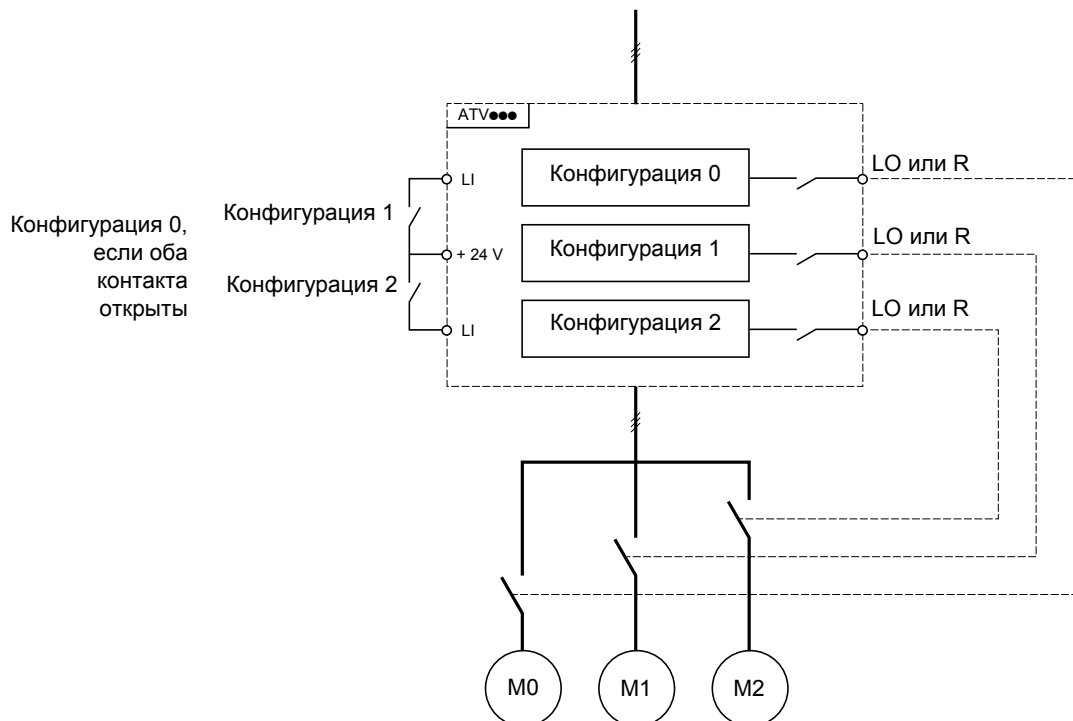 ATV●●●
LI
Конфигурация 0
LO или R
Конфигурация 1
Конфигурация 0,
если оба
контакта
открыты
+ 24 V
Конфигурация 1
LO или R
Конфигурация 2
LI
Конфигурация 2
LO или R
M0
M1
M2